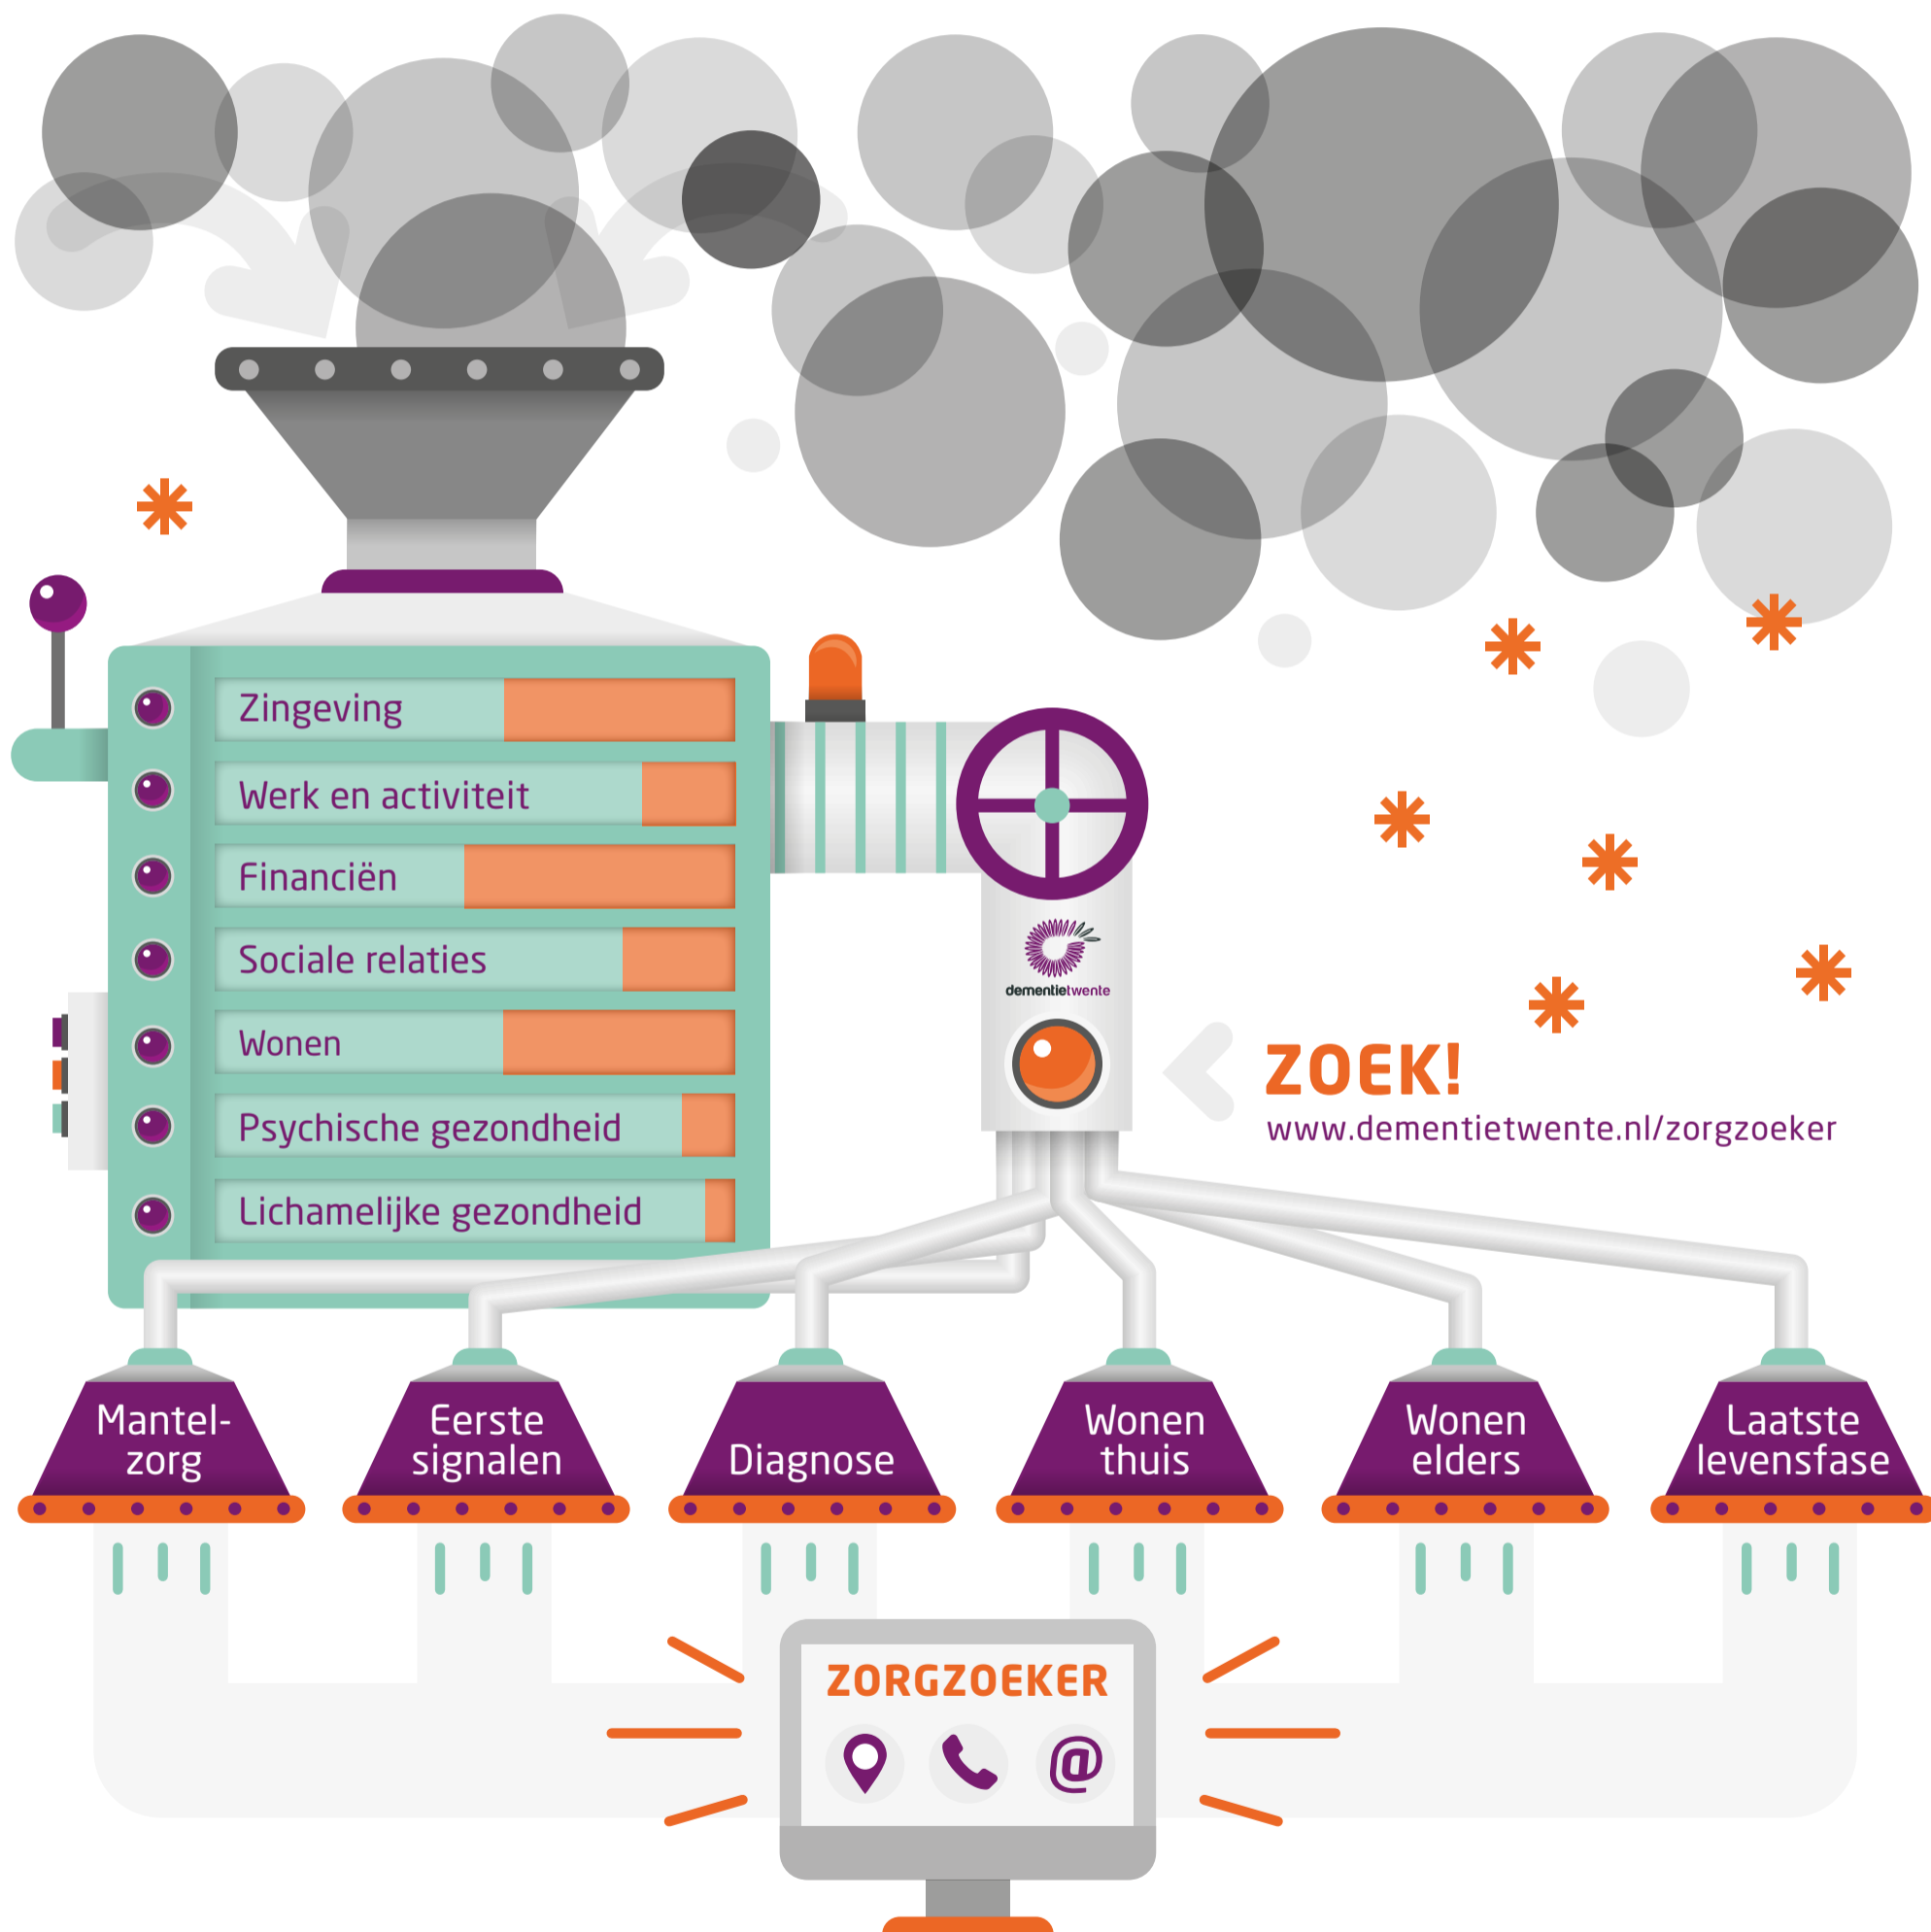 Zingeving
Werk en activiteit
Financiën
Sociale relaties
Wonen
Psychische gezondheid
Lichamelijke gezondheid
dementietwente
ZOEK!
www.dementietwente.nl/zorgzoeker
Mantel-
zorg
Eerste
signalen
Diagnose
Wonen
thuis
Wonen
elders
Laatste
levensfase
ZORGZOEKER
@